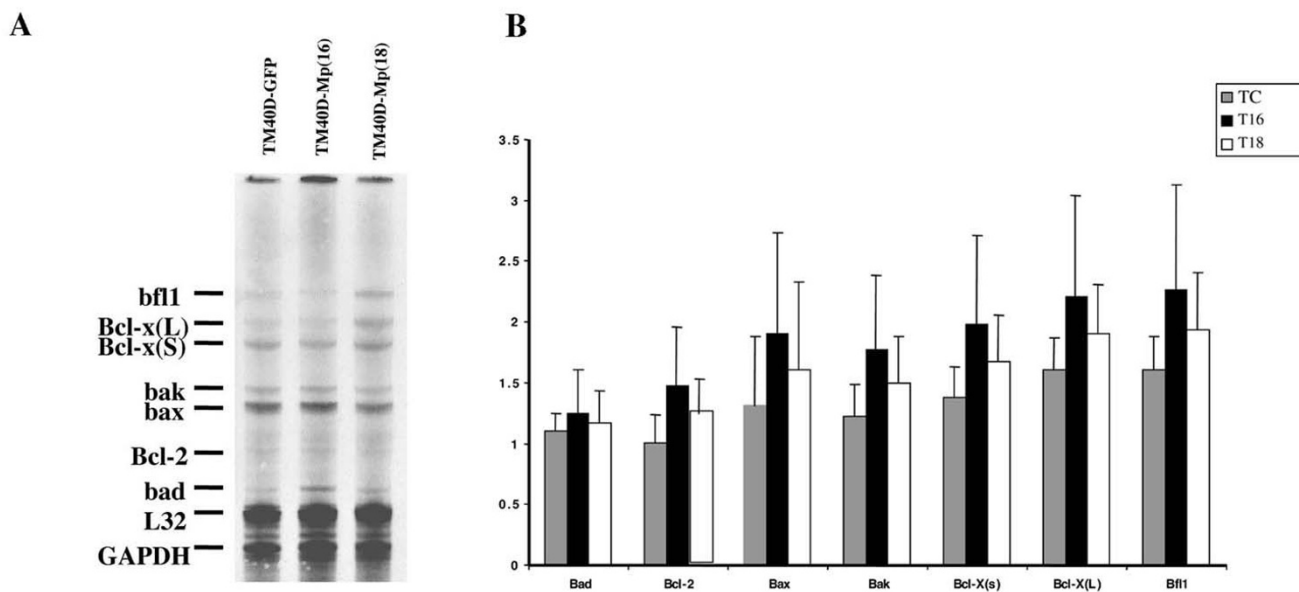 A
TM40D-GFP
TM40D-Mp(16)
TM40D-Mp(18)
bfl1
Bcl-x(L)
Bcl-x(S)
bak
bax
Bcl-2
bad
L32
GAPDH
B
TC
T16
T18
3.5
3
2.5
2
1.5
1
0.5
0
Bad Bcl-2 Bax Bak Bcl-X(s) Bcl-X(L) Bfl1